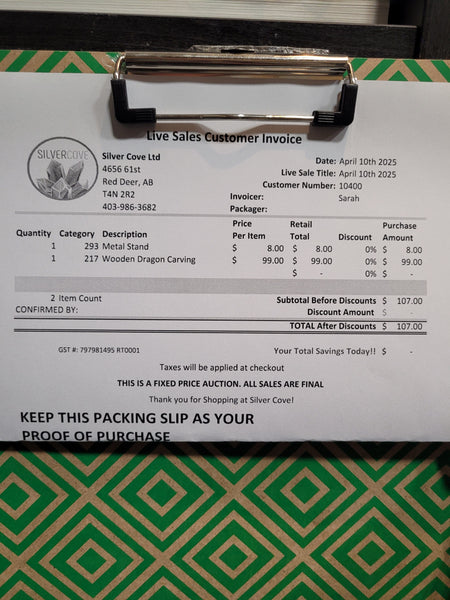 Live Sales Customer Invoice
SILVERCOVE
Silver Cove Ltd
4656 61st
Red Deer, AB
T4N 2R2
403-986-3682
Date: April 10th 2025
Live Sale Title: April 10th 2025
Customer Number: 10400
Invoicer: Sarah
Packager:
Quantity Category Description Price Per Item Retail Total Discount Purchase Amount
1 293 Metal Stand $ 8.00 $ 8.00 0% $ 8.00
1 217 Wooden Dragon Carving $ 99.00 $ 99.00 0% $ 99.00
$ - 0% $ -
2 Item Count Subtotal Before Discounts $ 107.00
CONFIRMED BY: Discount Amount $ -
TOTAL After Discounts $ 107.00
GST #: 797981495 RT0001 Your Total Savings Today!! $ -
Taxes will be applied at checkout
THIS IS A FIXED PRICE AUCTION. ALL SALES ARE FINAL
Thank you for Shopping at Silver Cove!
KEEP THIS PACKING SLIP AS YOUR
PROOF OF PURCHASE